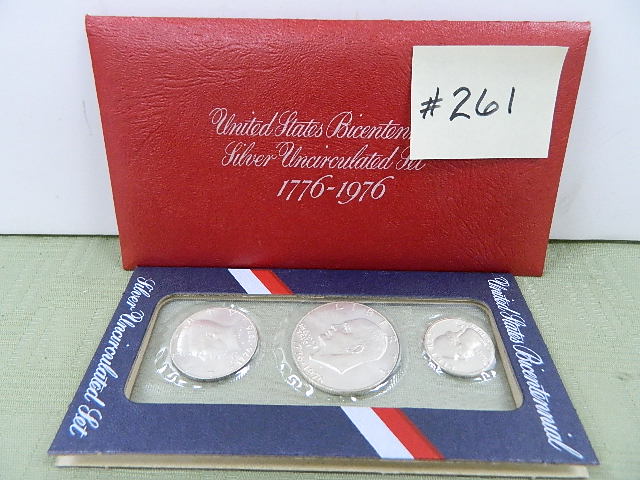 #261
United States Bicenten
Silver Uncirculated Set
1776-1976
Silver Uncirculated Set
United States Bicentennial